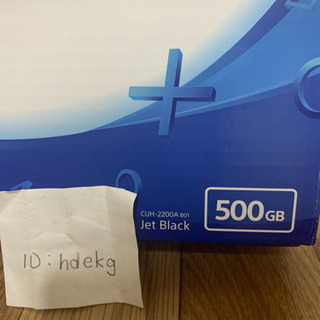 CUH-2200A B01
Jet Black
500GB
ID:hdekg